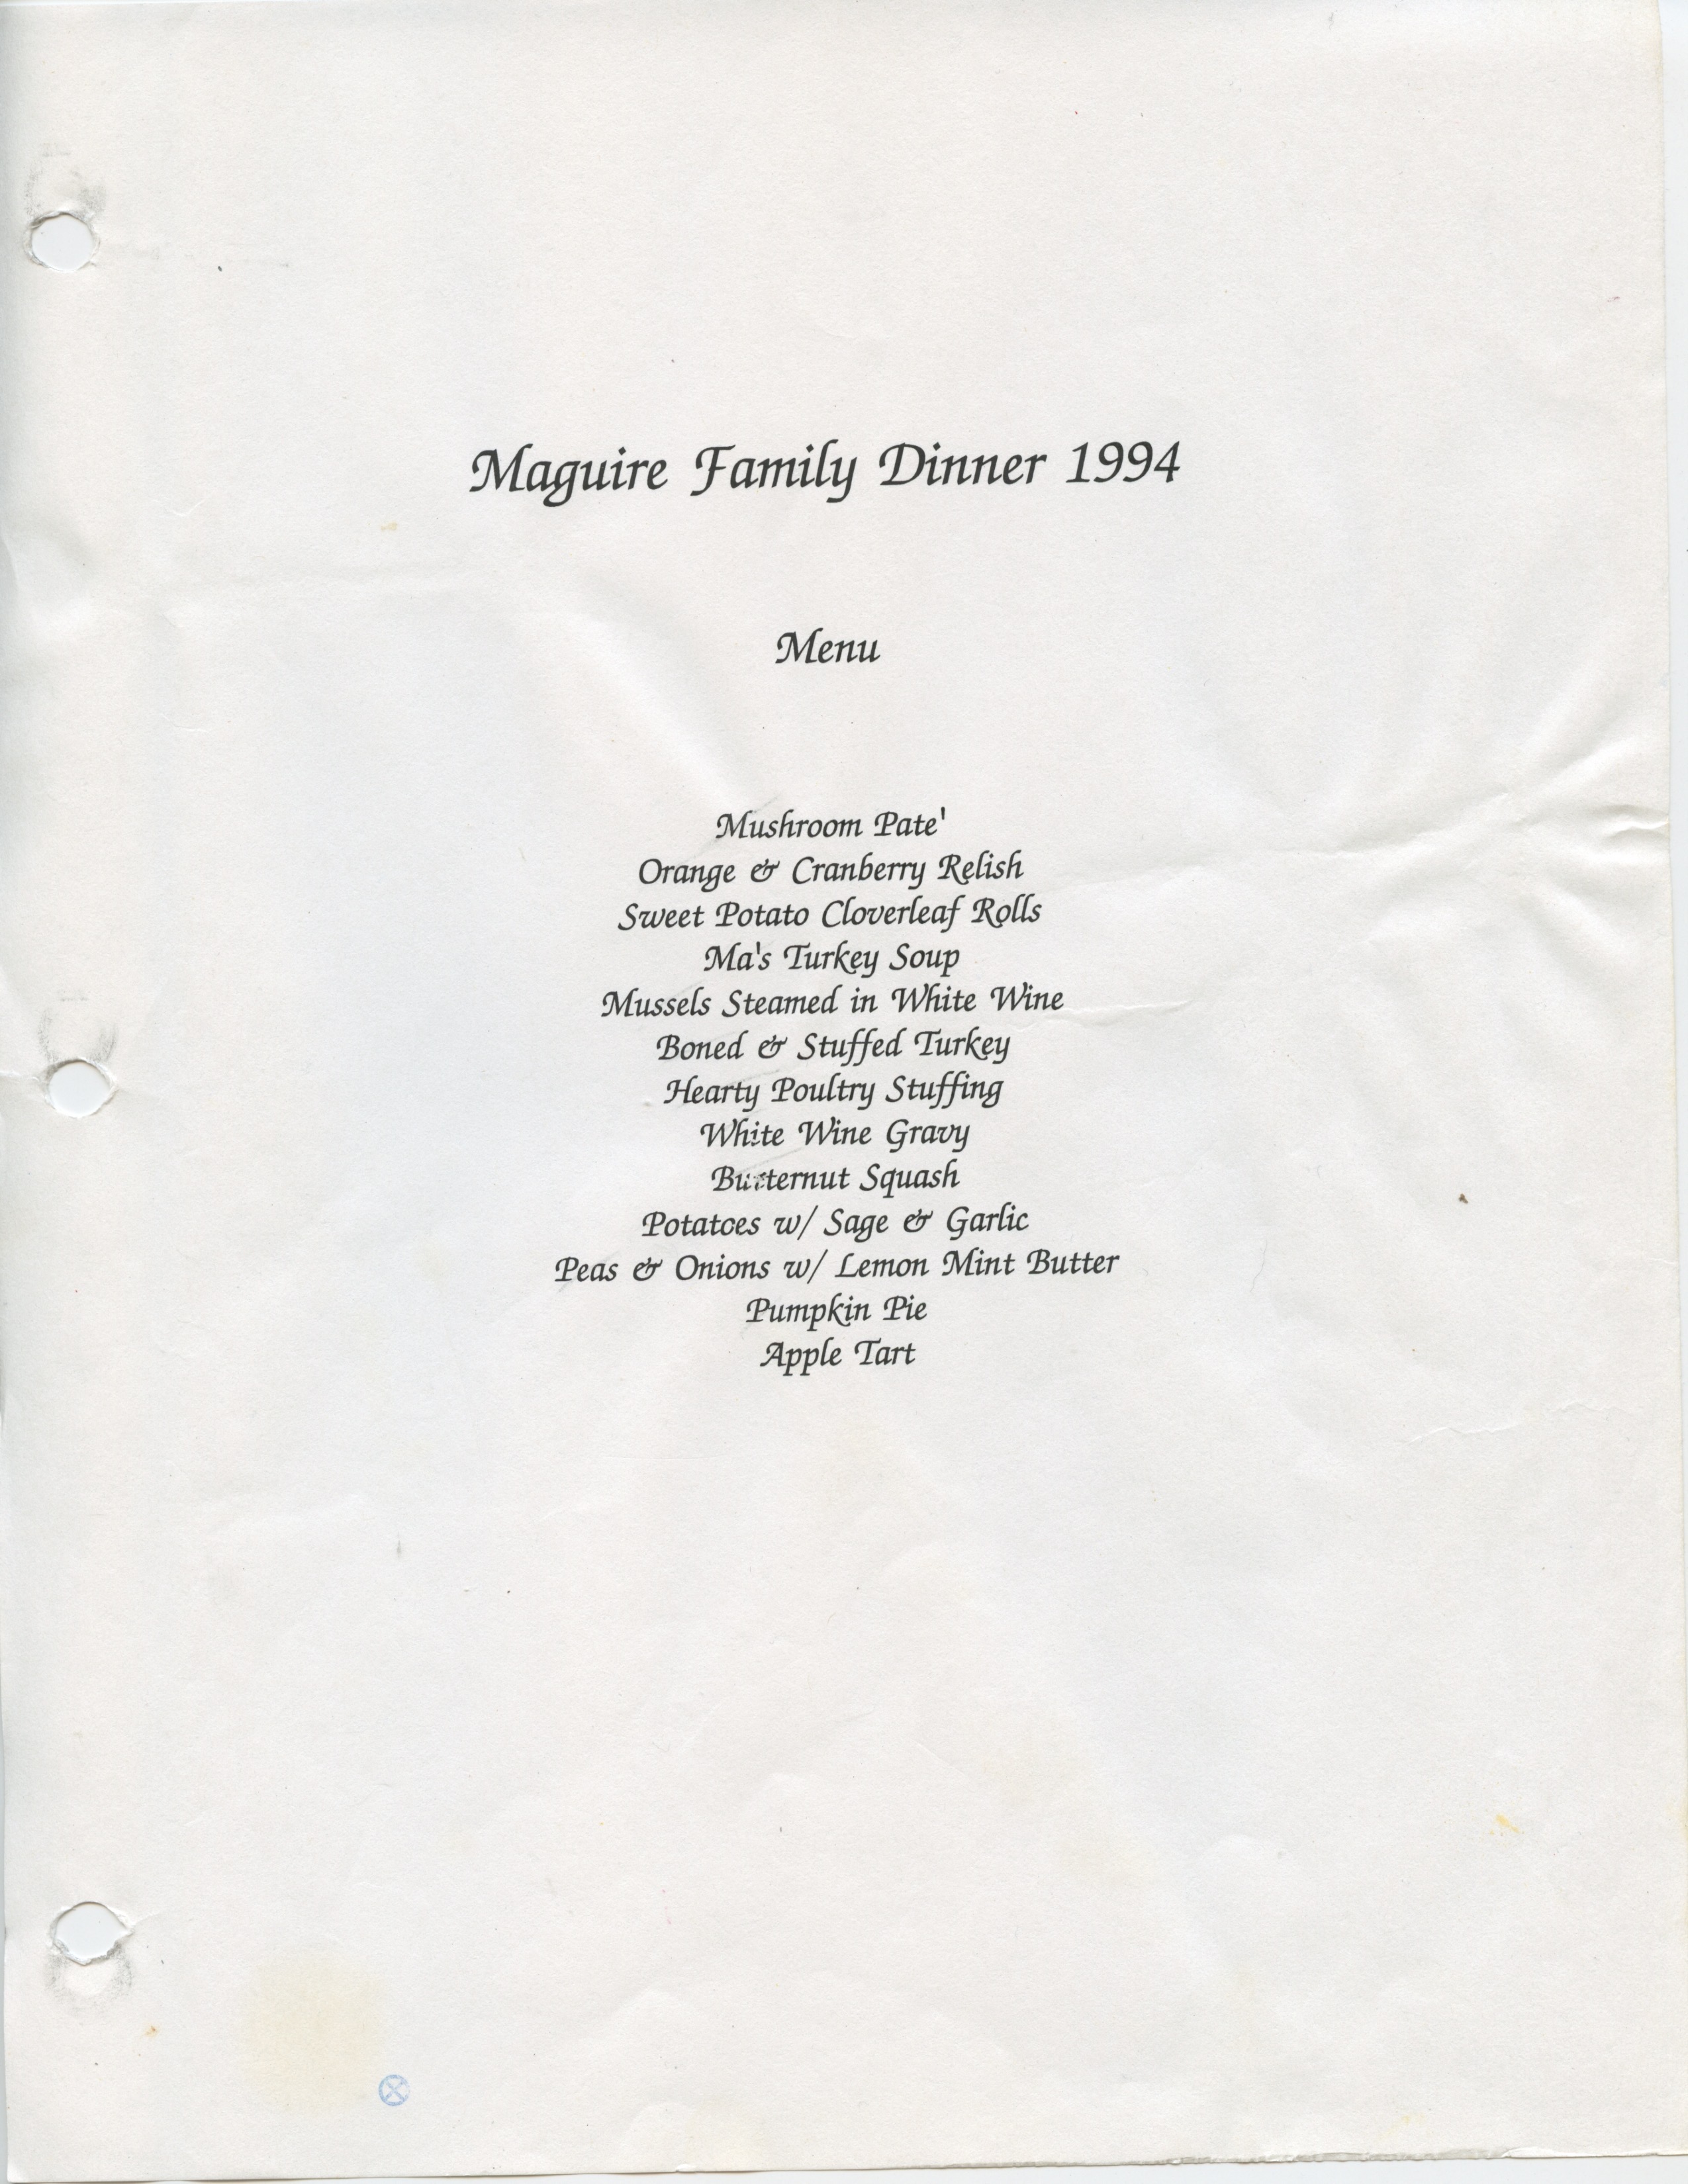 Maguire Family Dinner 1994
Menu
Mushroom Pate'
Orange & Cranberry Relish
Sweet Potato Cloverleaf Rolls
Ma's Turkey Soup
Mussels Steamed in White Wine
Boned & Stuffed Turkey
Hearty Poultry Stuffing
White Wine Gravy
Butternut Squash
Potatoes w/ Sage & Garlic
Peas & Onions w/ Lemon Mint Butter
Pumpkin Pie
Apple Tart